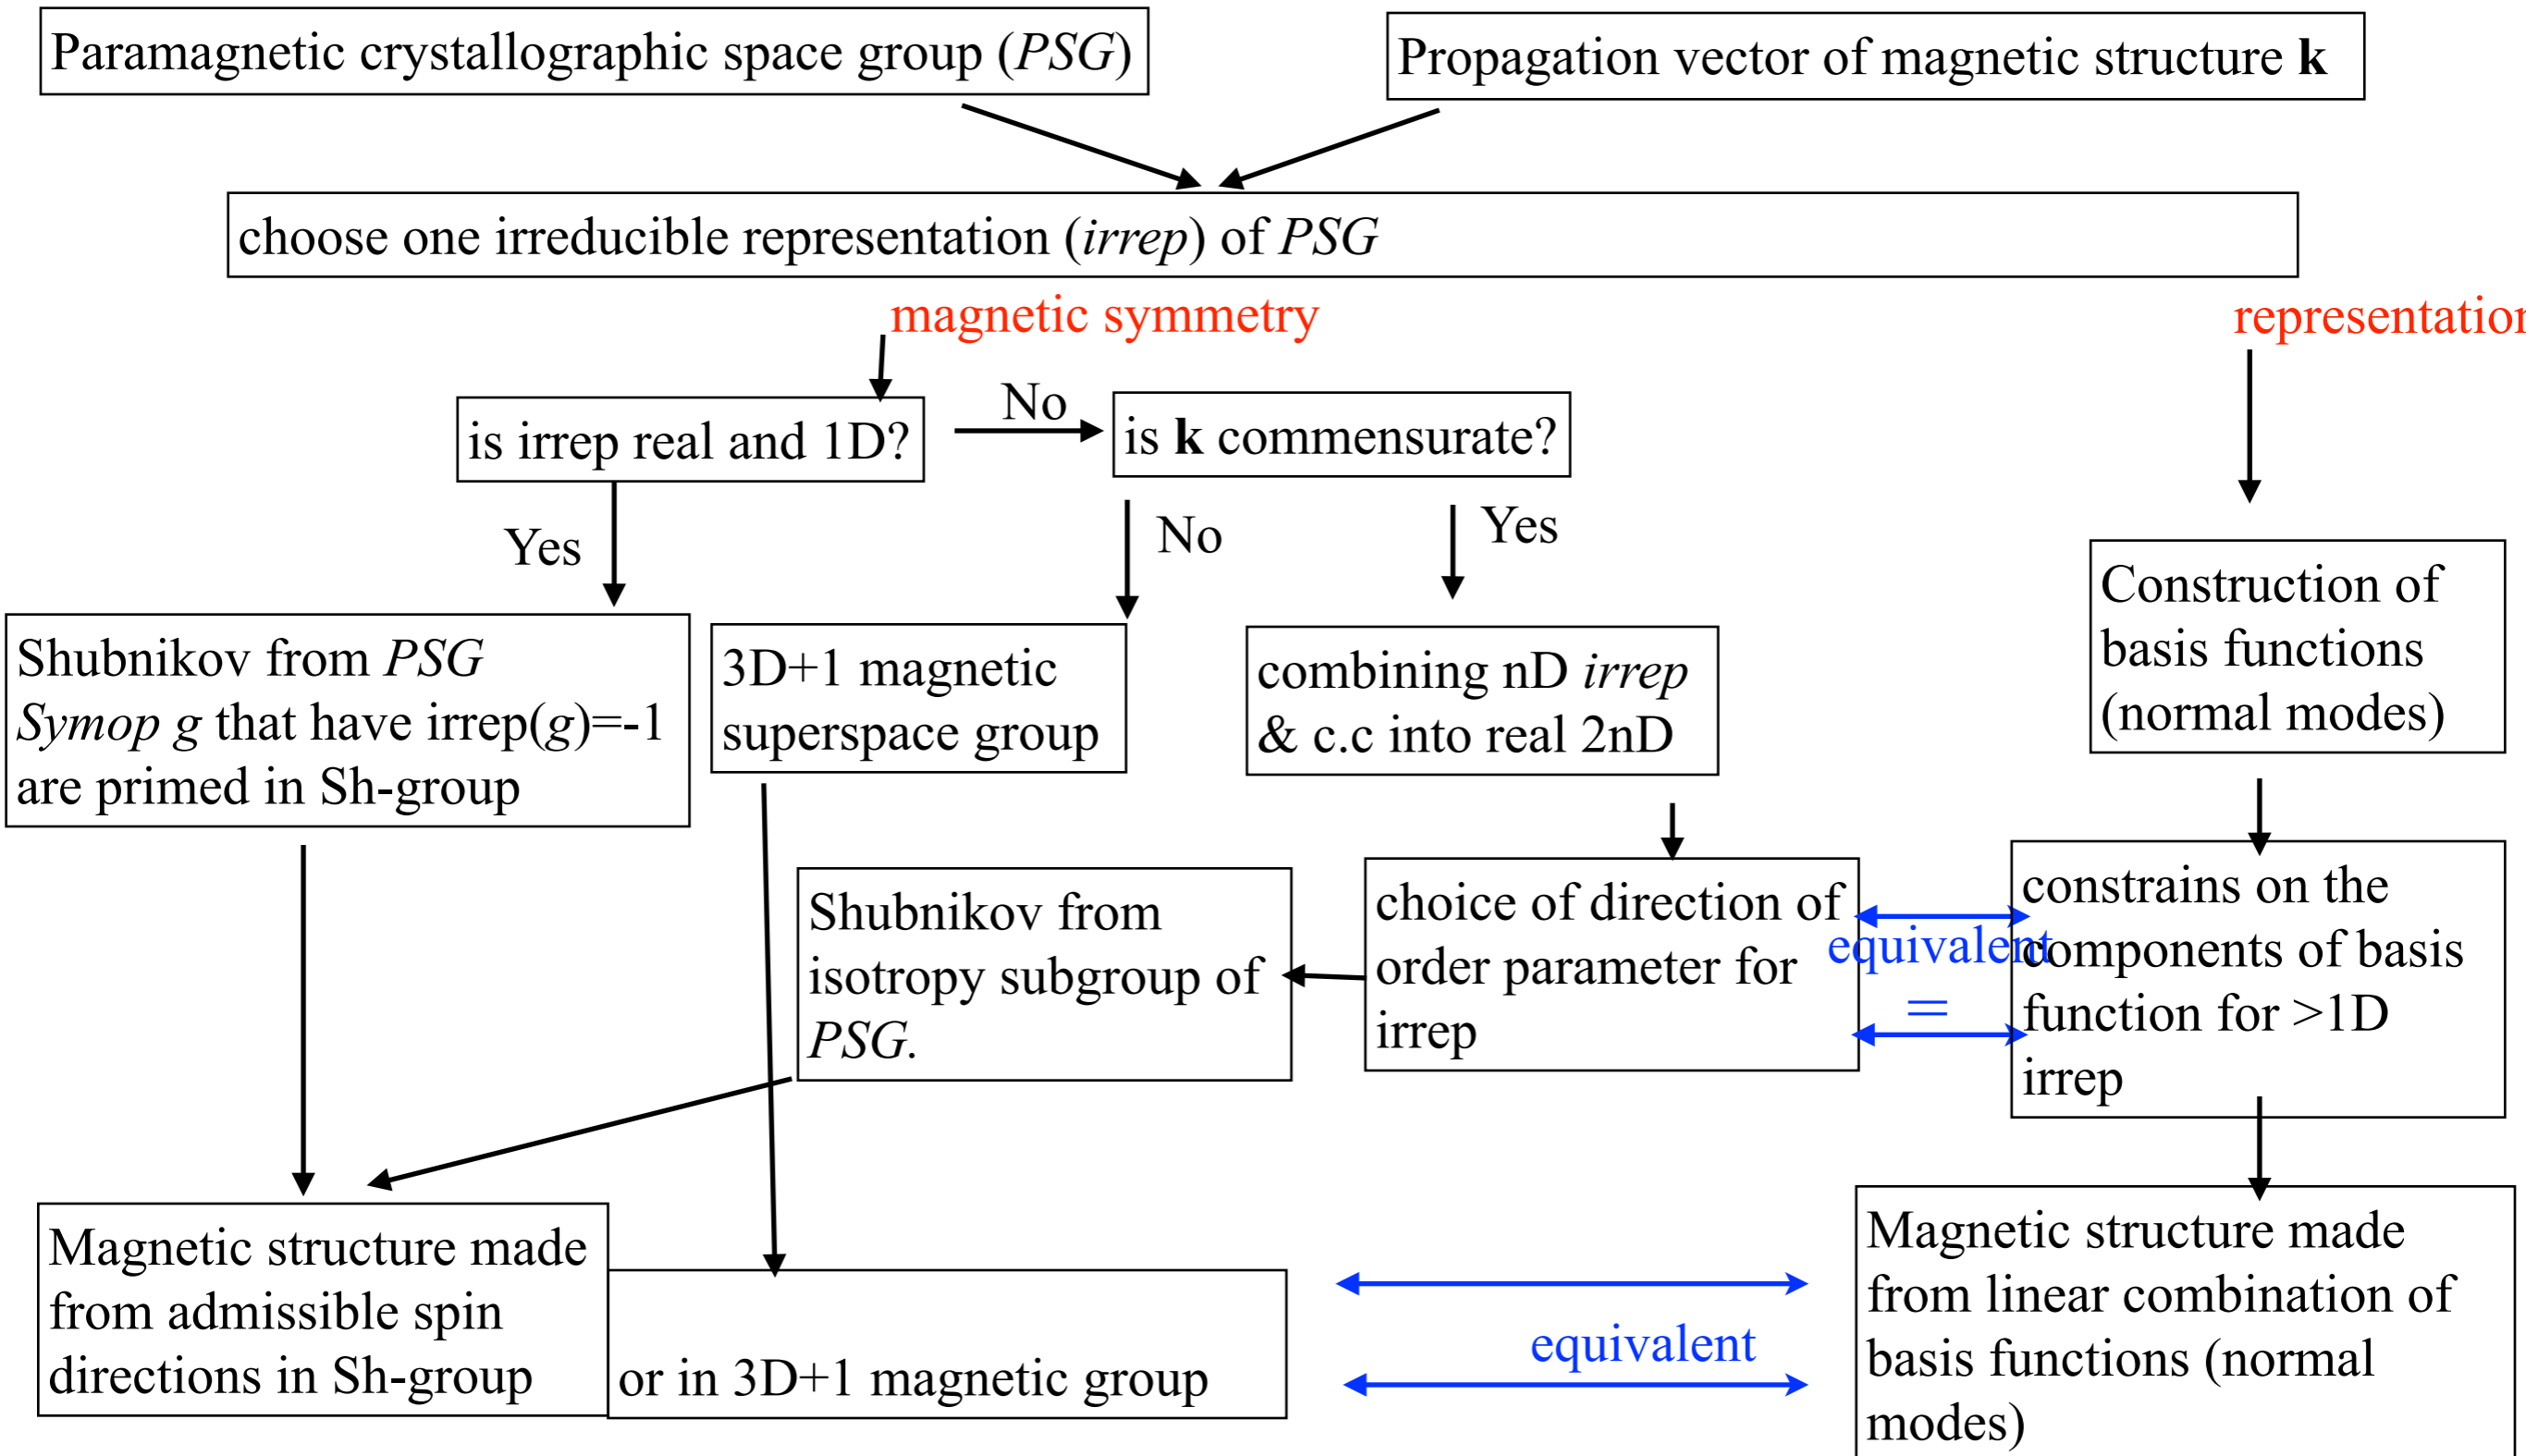 Paramagnetic crystallographic space group (PSG)
Propagation vector of magnetic structure k
choose one irreducible representation (irrep) of PSG
magnetic symmetry
representation
is irrep real and 1D?
No
is k commensurate?
Yes
No
Yes
Shubnikov from PSG
Symop g that have irrep(g)=-1
are primed in Sh-group
3D+1 magnetic
superspace group
combining nD irrep
& c.c into real 2nD
Construction of
basis functions
(normal modes)
Shubnikov from
isotropy subgroup of
PSG.
choice of direction of
order parameter for
irrep
equivalent
=
constrains on the
components of basis
function for >1D
irrep
Magnetic structure made
from admissible spin
directions in Sh-group
or in 3D+1 magnetic group
equivalent
Magnetic structure made
from linear combination of
basis functions (normal
modes)